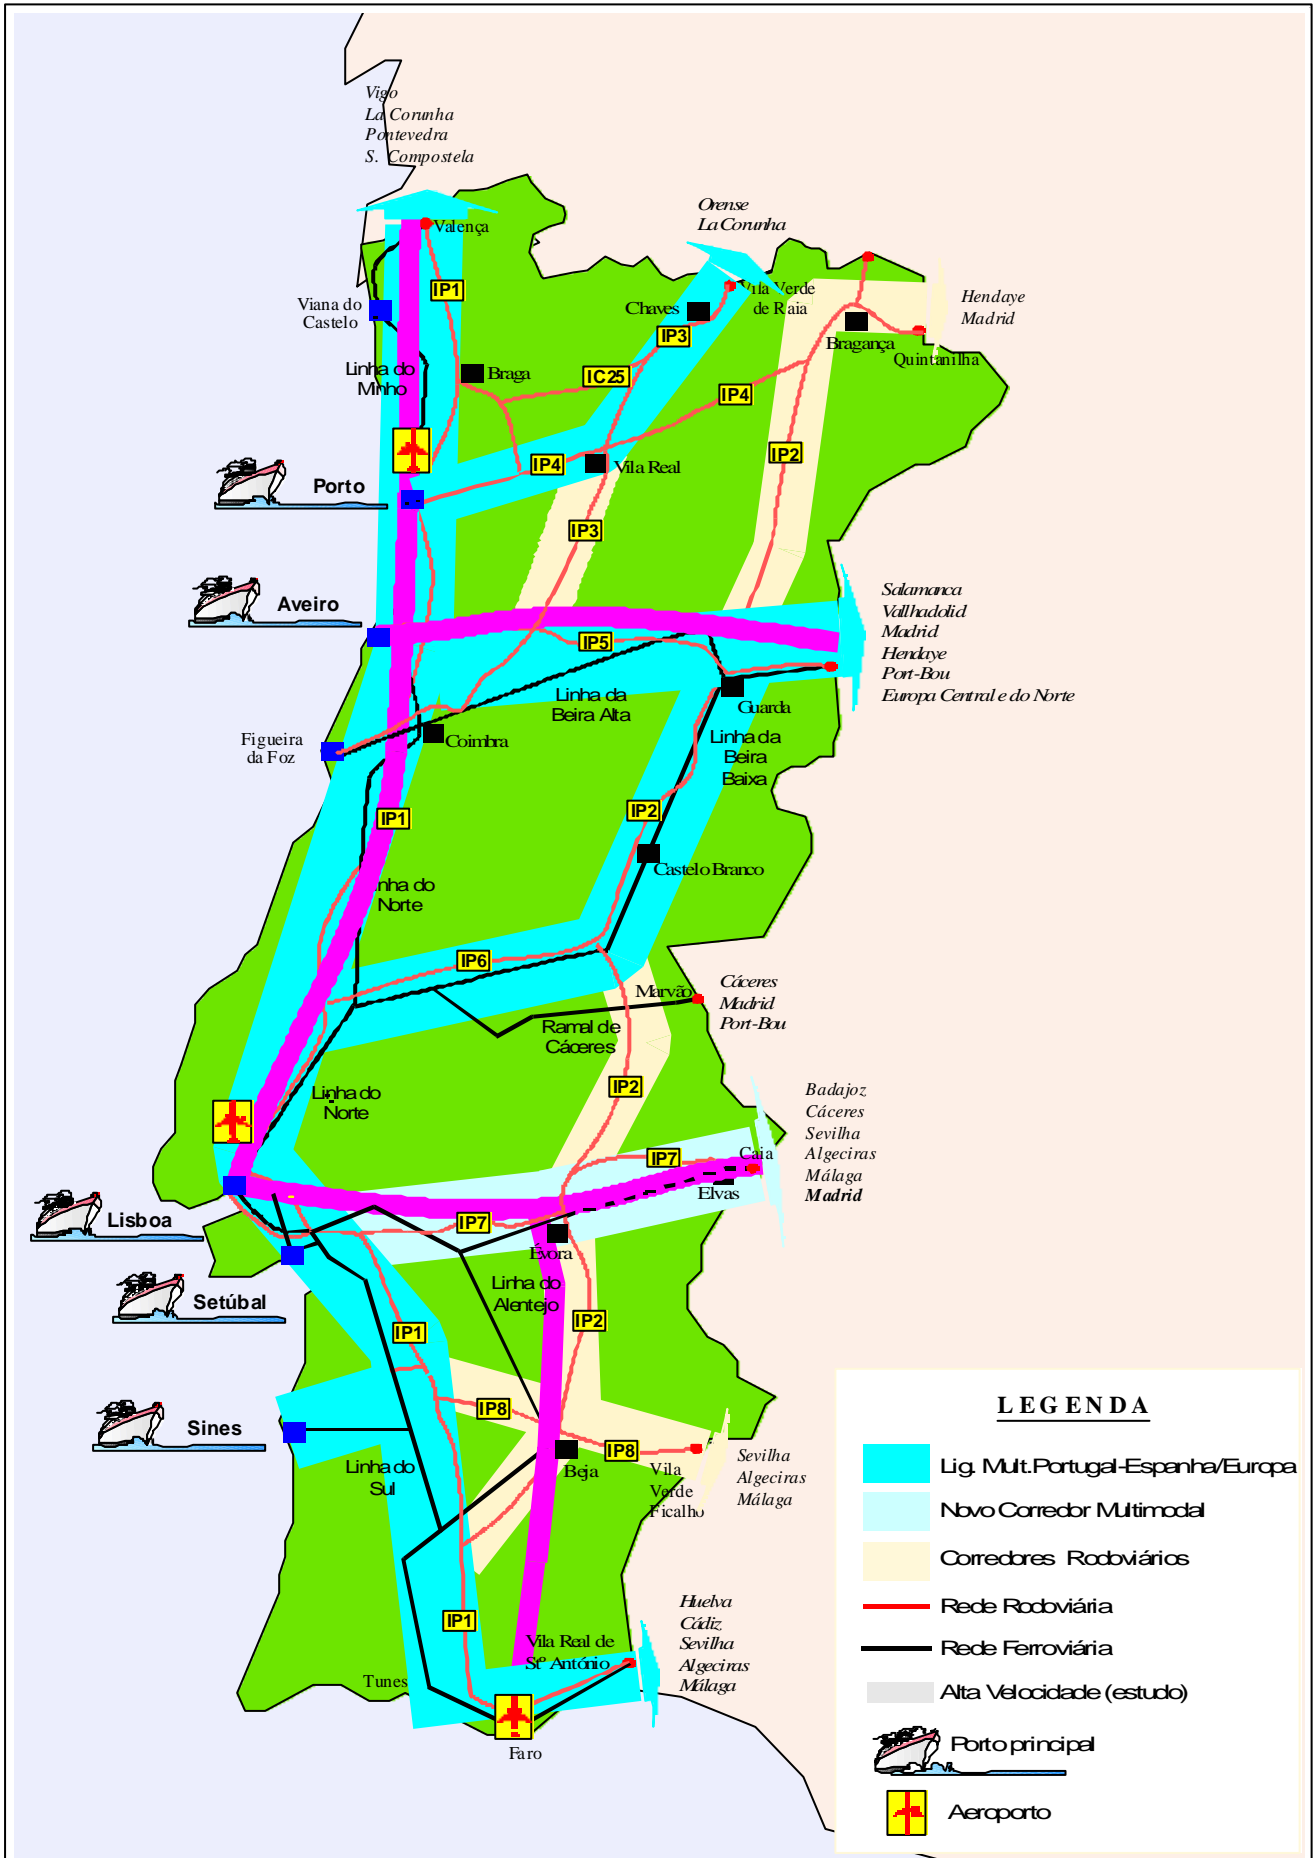 Vigo
La Corunha
Pontevedra
S. Compostela
Orense
La Corunha
Valença
IP1
Viana do
Castelo
Chaves
Vila Verde
de Raia
Hendaye
Madrid
IP3
Bragança
Quintanilha
Linha do
Minho
Braga
IC25
IP4
IP2
IP4
Vila Real
Porto
IP3
Aveiro
Salamanca
Vallhadolid
Madrid
Hendaye
Port-Bou
Europa Central e do Norte
IP5
Linha da
Beira Alta
Guarda
Figueira
da Foz
Coimbra
Linha da
Beira
Baixa
IP1
IP2
Castelo Branco
nha do
Norte
IP6
Marvão
Cáceres
Madrid
Port-Bou
Ramal de
Cáceres
IP2
Linha do
Norte
Badajoz
Cáceres
Sevilha
Algeciras
Málaga
Madrid
IP7
Caia
Elvas
Lisboa
IP7
Évora
Linha do
Alentejo
Setúbal
IP1
IP2
IP8
Sines
IP8
Beja
Vila
Verde
Ficalho
Sevilha
Algeciras
Málaga
Linha do
Sul
IP1
Vila Real de
Stº António
Huelva
Cádiz
Sevilha
Algeciras
Málaga
Tunes
Faro
LEGENDA
Lig. Mult.Portugal-Espanha/Europa
Novo Corredor Multimodal
Corredores Rodoviários
Rede Rodoviária
Rede Ferroviária
Alta Velocidade (estudo)
Porto principal
Aeroporto